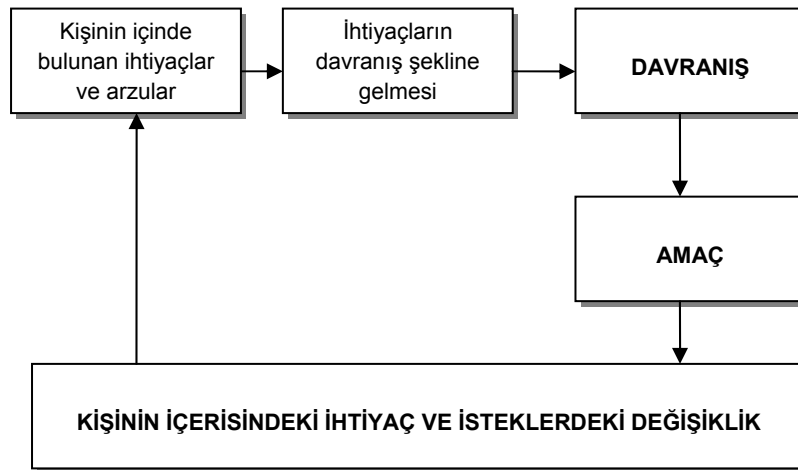 Kişinin içinde
bulunan ihtiyaçlar
ve arzular
İhtiyaçların
davranış şekline
gelmesi
DAVRANIŞ
AMAÇ
KİŞİNİN İÇERİSİNDEKİ İHTİYAÇ VE İSTEKLERDEKİ DEĞİŞİKLİK